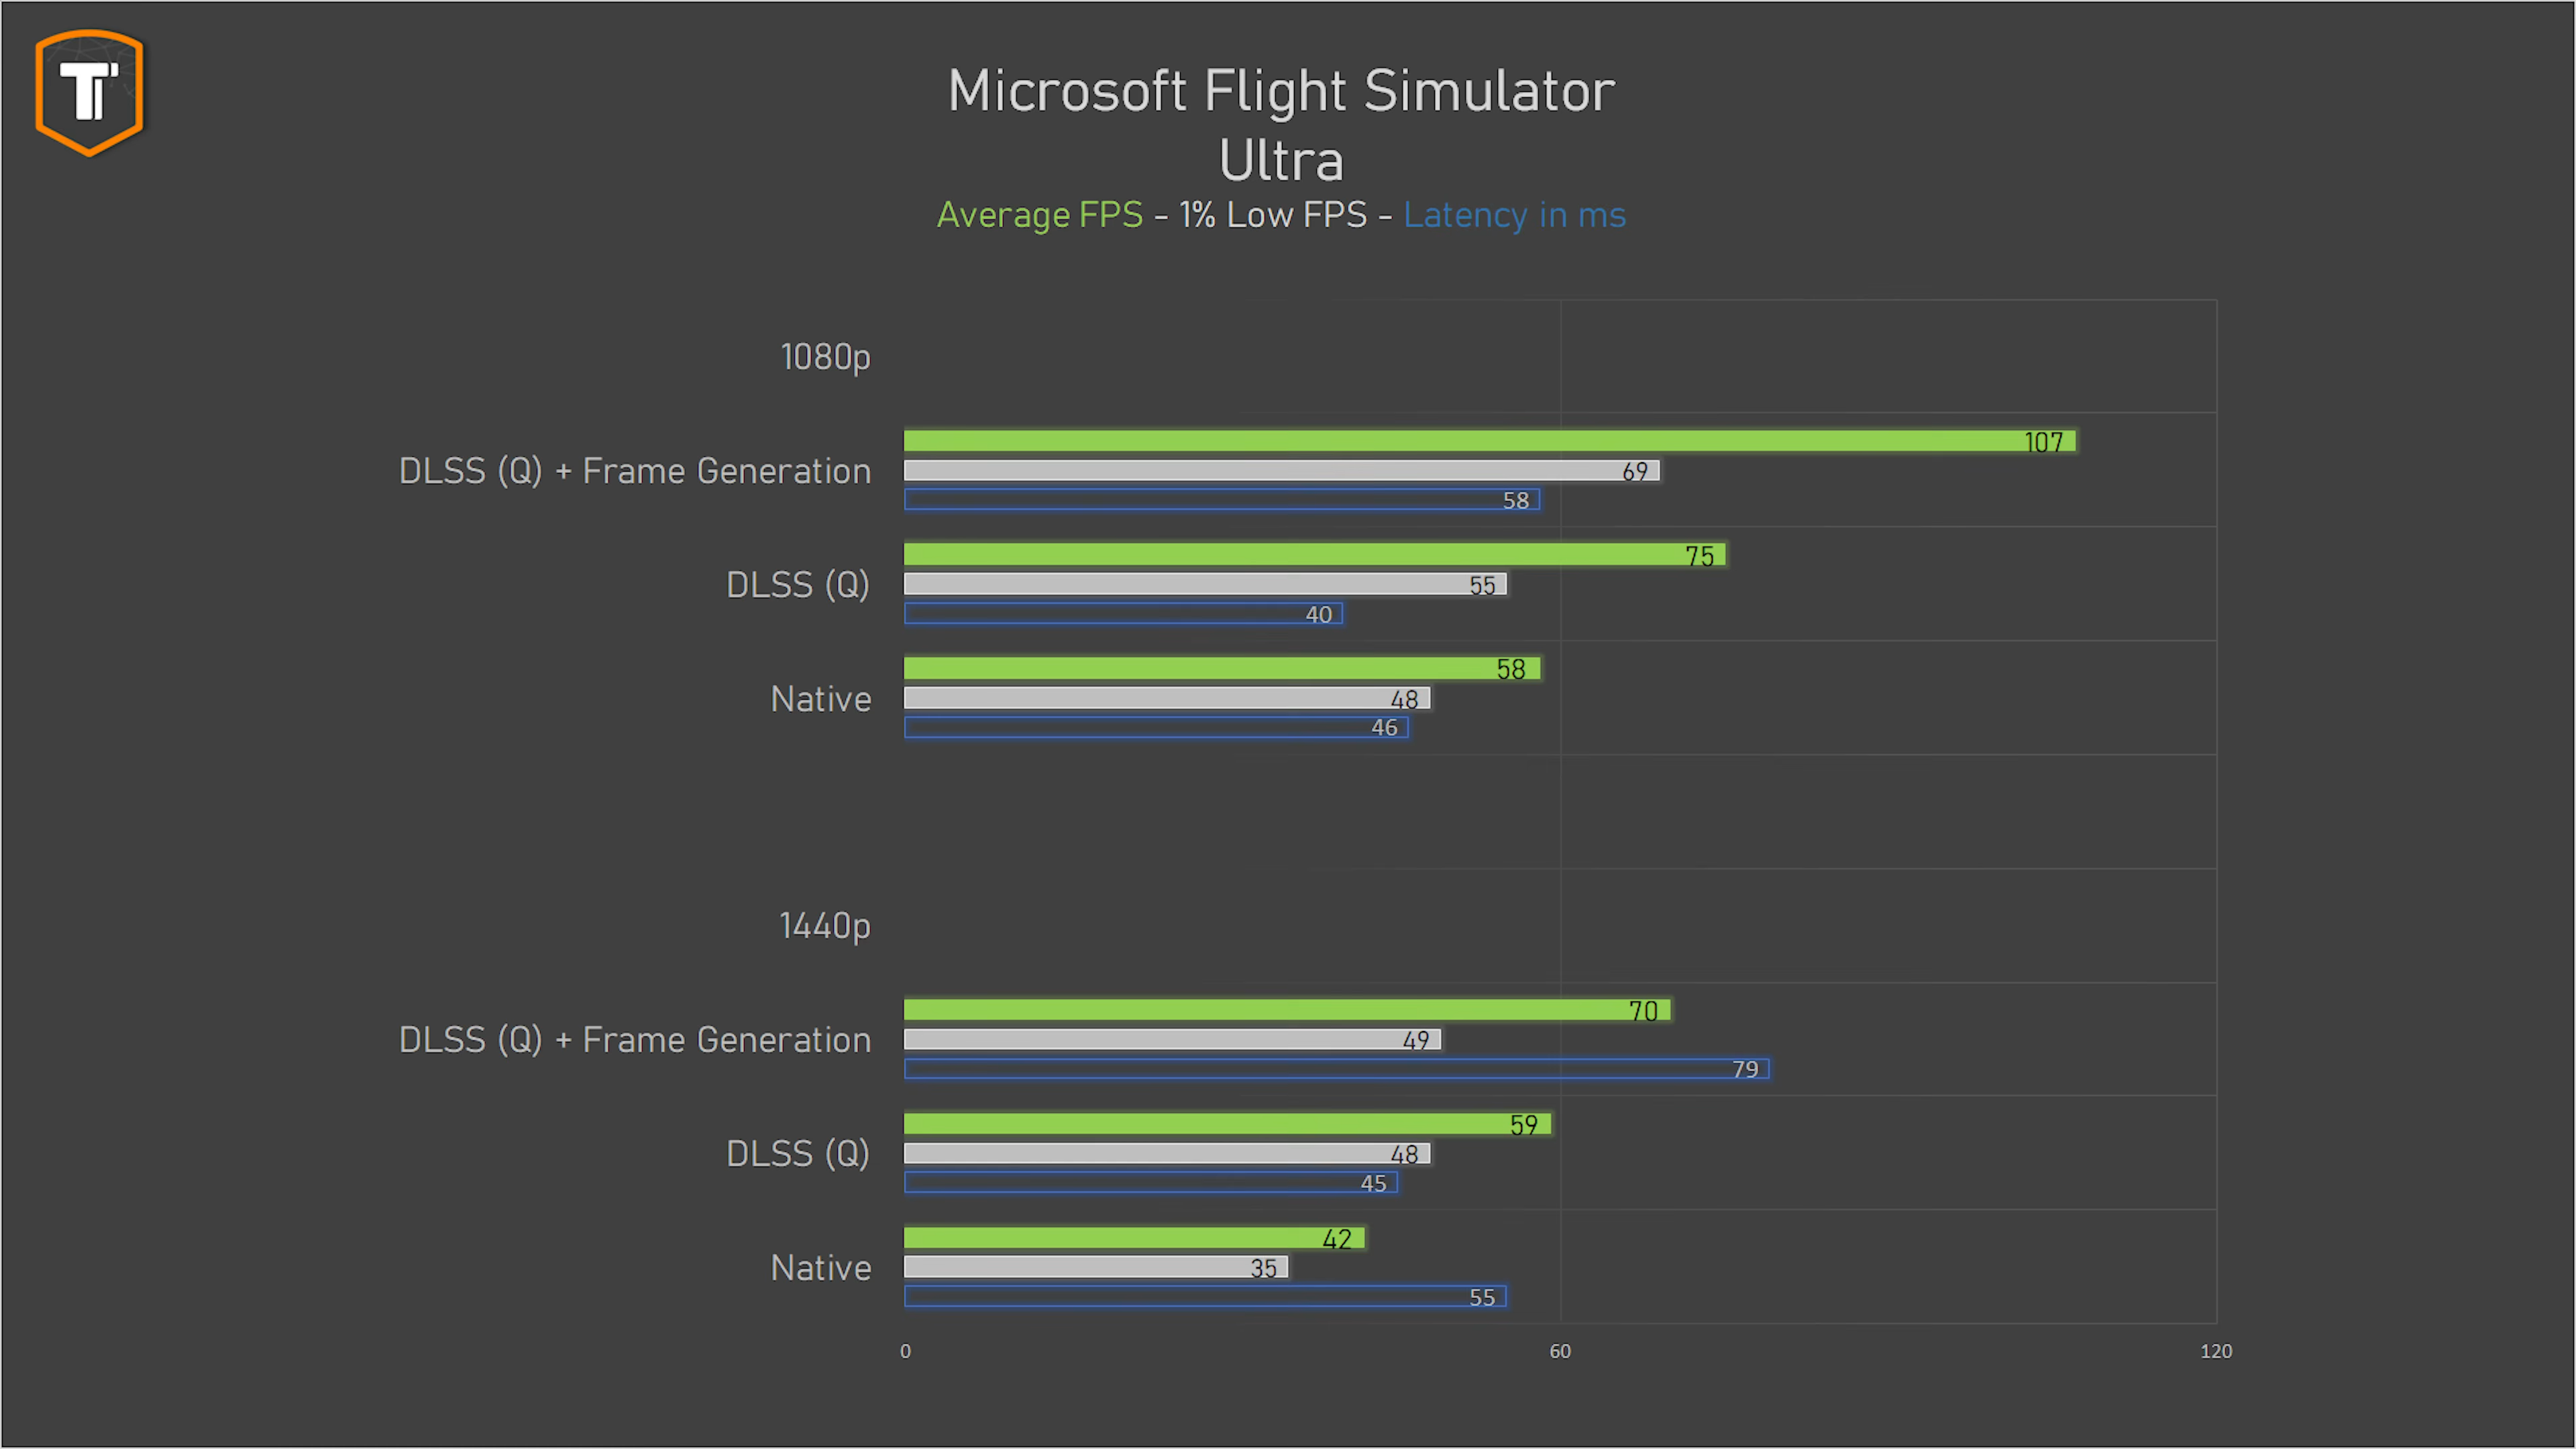 TI
Microsoft Flight Simulator
Ultra
Average FPS - 1% Low FPS - Latency in ms
1080p
DLSS (Q) + Frame Generation
107
69
58
DLSS (Q)
75
55
40
Native
58
48
46
1440p
DLSS (Q) + Frame Generation
70
49
79
DLSS (Q)
59
48
45
Native
42
35
55
0 60 120